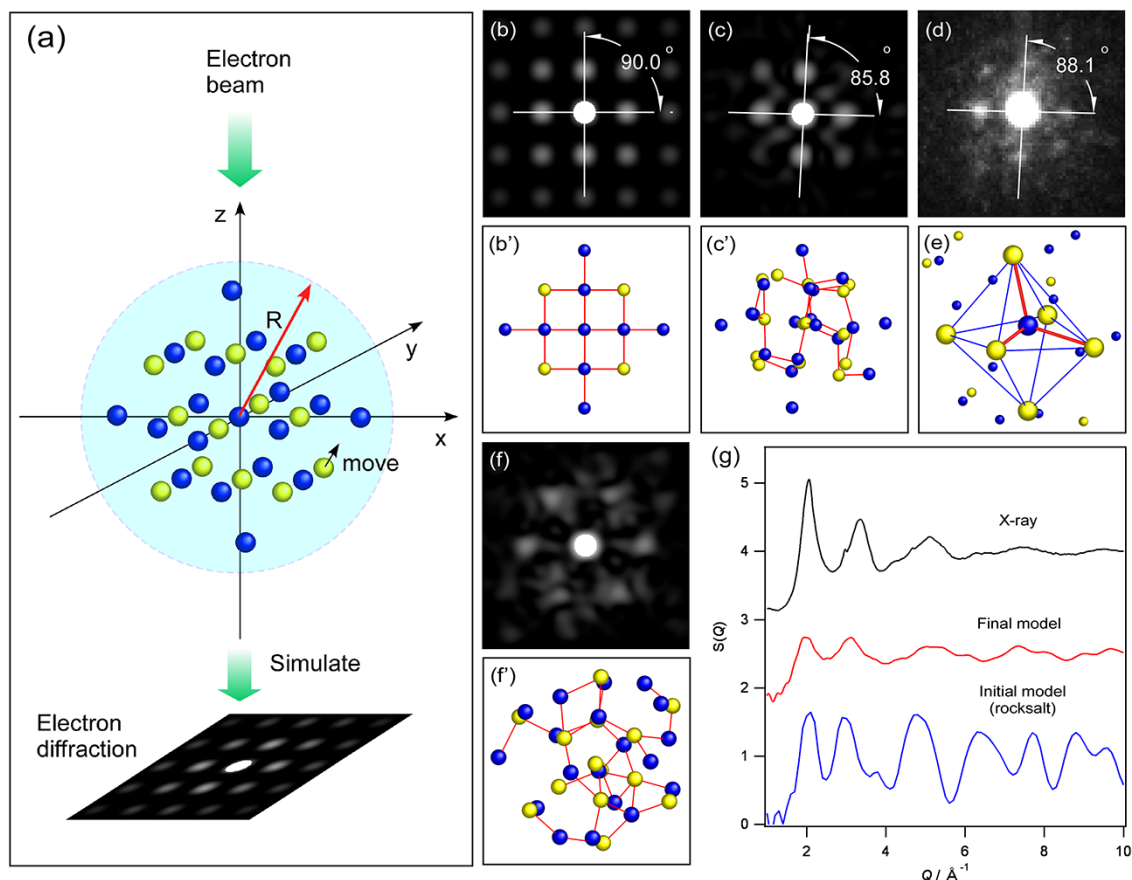 (a)
Electron
beam
z
R
y
x
move
Simulate
Electron
diffraction
(b)
90.0 °
(c)
85.8 °
(d)
88.1 °
(b')
(c')
(e)
(f)
(f')
(g)
5
4
3
2
1
0
S(Q)
X-ray
Final model
Initial model
(rocksalt)
2
4
6
8
10
Q / Å⁻¹